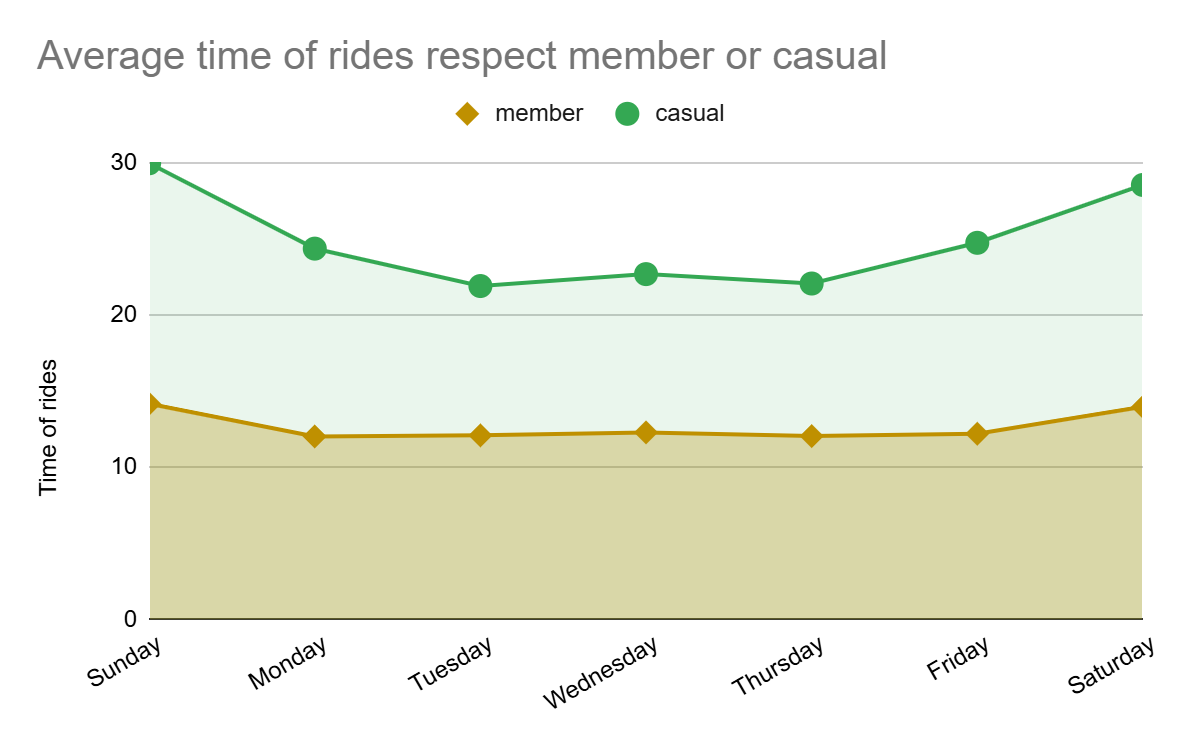 Average time of rides respect member or casual
member casual
30
20
10
0
Time of rides
Sunday Monday Tuesday Wednesday Thursday Friday Saturday